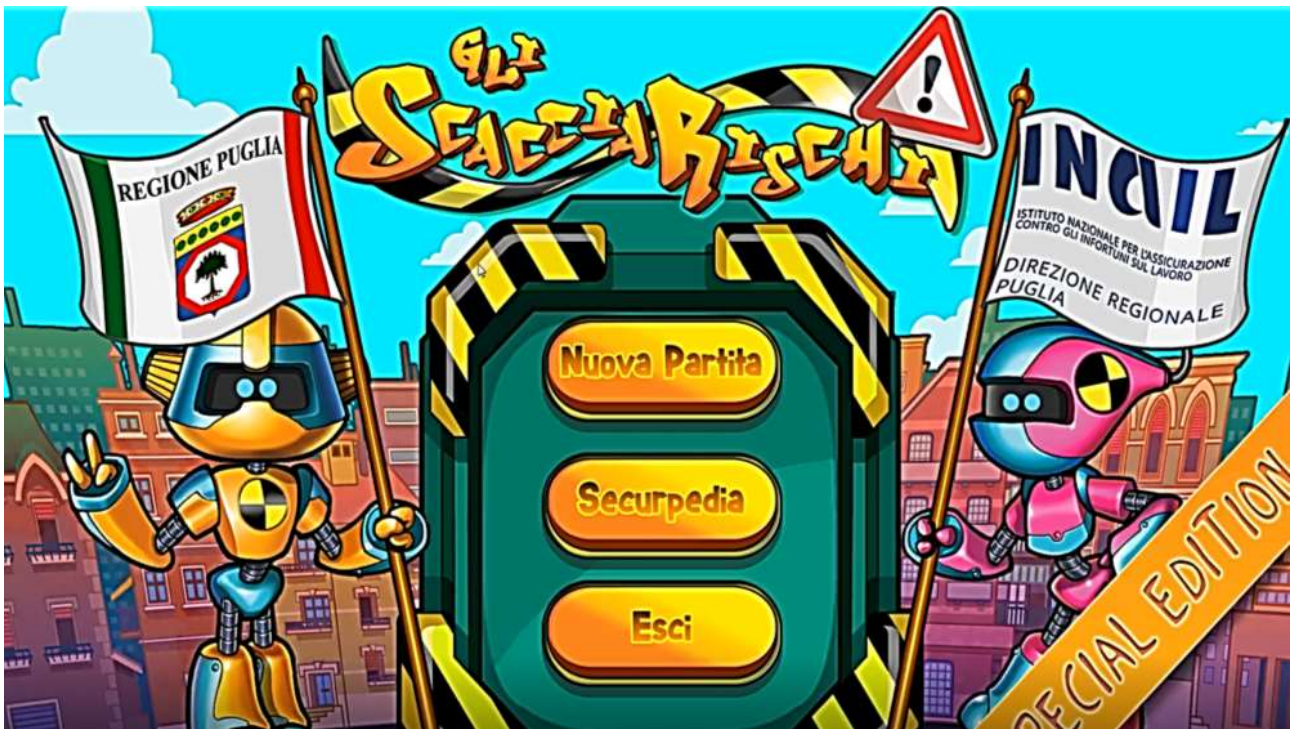 GLI
SCACCIARISCHI
!
REGIONE PUGLIA
INAIL
ISTITUTO NAZIONALE PER L'ASSICURAZIONE
CONTRO GLI INFORTUNI SUL LAVORO
DIREZIONE REGIONALE
PUGLIA
Nuova Partita
Securpedia
Esci
SPECIAL EDITION